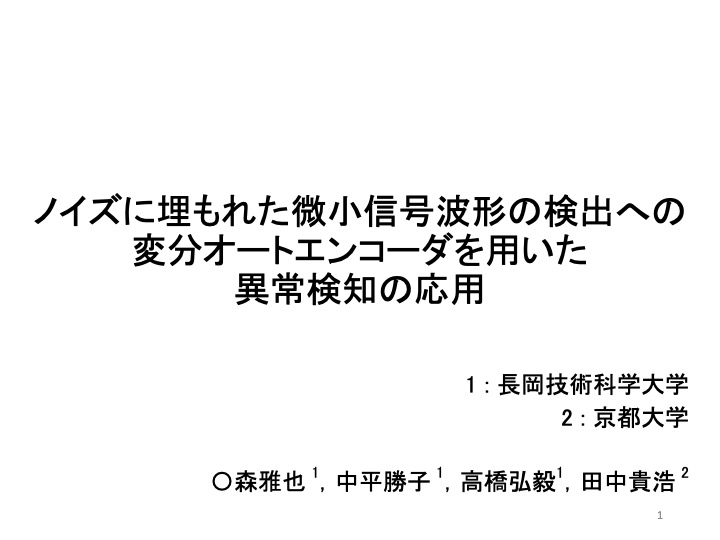 ノイズに埋もれた微小信号波形の検出への
変分オートエンコーダを用いた
異常検知の応用
1 : 長岡技術科学大学
2 : 京都大学
〇森雅也 1, 中平勝子 1, 高橋弘毅1, 田中貴浩 2
1